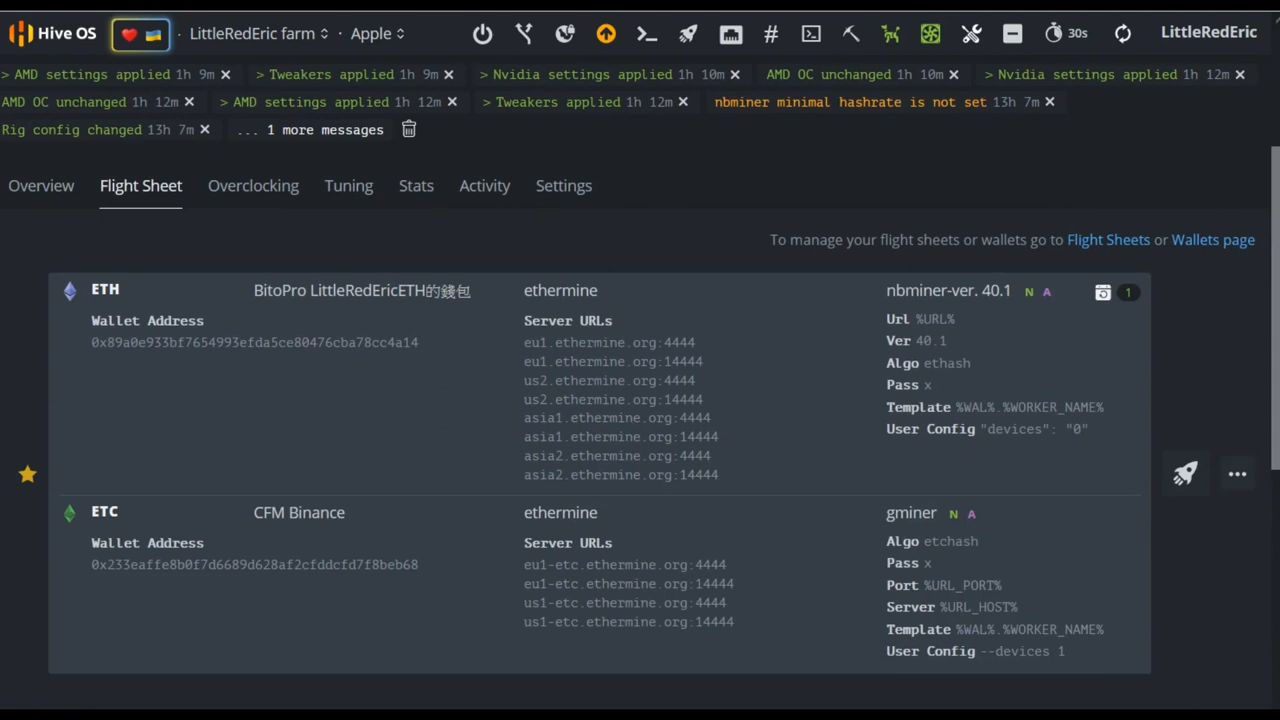 Hive OS LittleRedEric farm · Apple 30s LittleRedEric
> AMD settings applied 1h 9m × > Tweakers applied 1h 9m × > Nvidia settings applied 1h 10m × AMD OC unchanged 1h 10m × > Nvidia settings applied 1h 12m ×
AMD OC unchanged 1h 12m × > AMD settings applied 1h 12m × > Tweakers applied 1h 12m × nbminer minimal hashrate is not set 13h 7m ×
Rig config changed 13h 7m × ... 1 more messages
Overview Flight Sheet Overclocking Tuning Stats Activity Settings
To manage your flight sheets or wallets go to Flight Sheets or Wallets page
ETH BitoPro LittleRedEricETH的錢包 ethermine nbminer-ver. 40.1 N A 1
Wallet Address
0x89a0e933bf7654993efda5ce80476cba78cc4a14
Server URLs
eu1.ethermine.org:4444
eu1.ethermine.org:14444
us2.ethermine.org:4444
us2.ethermine.org:14444
asia1.ethermine.org:4444
asia1.ethermine.org:14444
asia2.ethermine.org:4444
asia2.ethermine.org:14444
Url %URL%
Ver 40.1
Algo ethash
Pass x
Template %WAL%.%WORKER_NAME%
User Config "devices": "0"
ETC CFM Binance ethermine gminer N A
Wallet Address
0x233eaffe8b0f7d6689d628af2cfddcfd7f8beb68
Server URLs
eu1-etc.ethermine.org:4444
eu1-etc.ethermine.org:14444
us1-etc.ethermine.org:4444
us1-etc.ethermine.org:14444
Algo etchash
Pass x
Port %URL_PORT%
Server %URL_HOST%
Template %WAL%.%WORKER_NAME%
User Config --devices 1